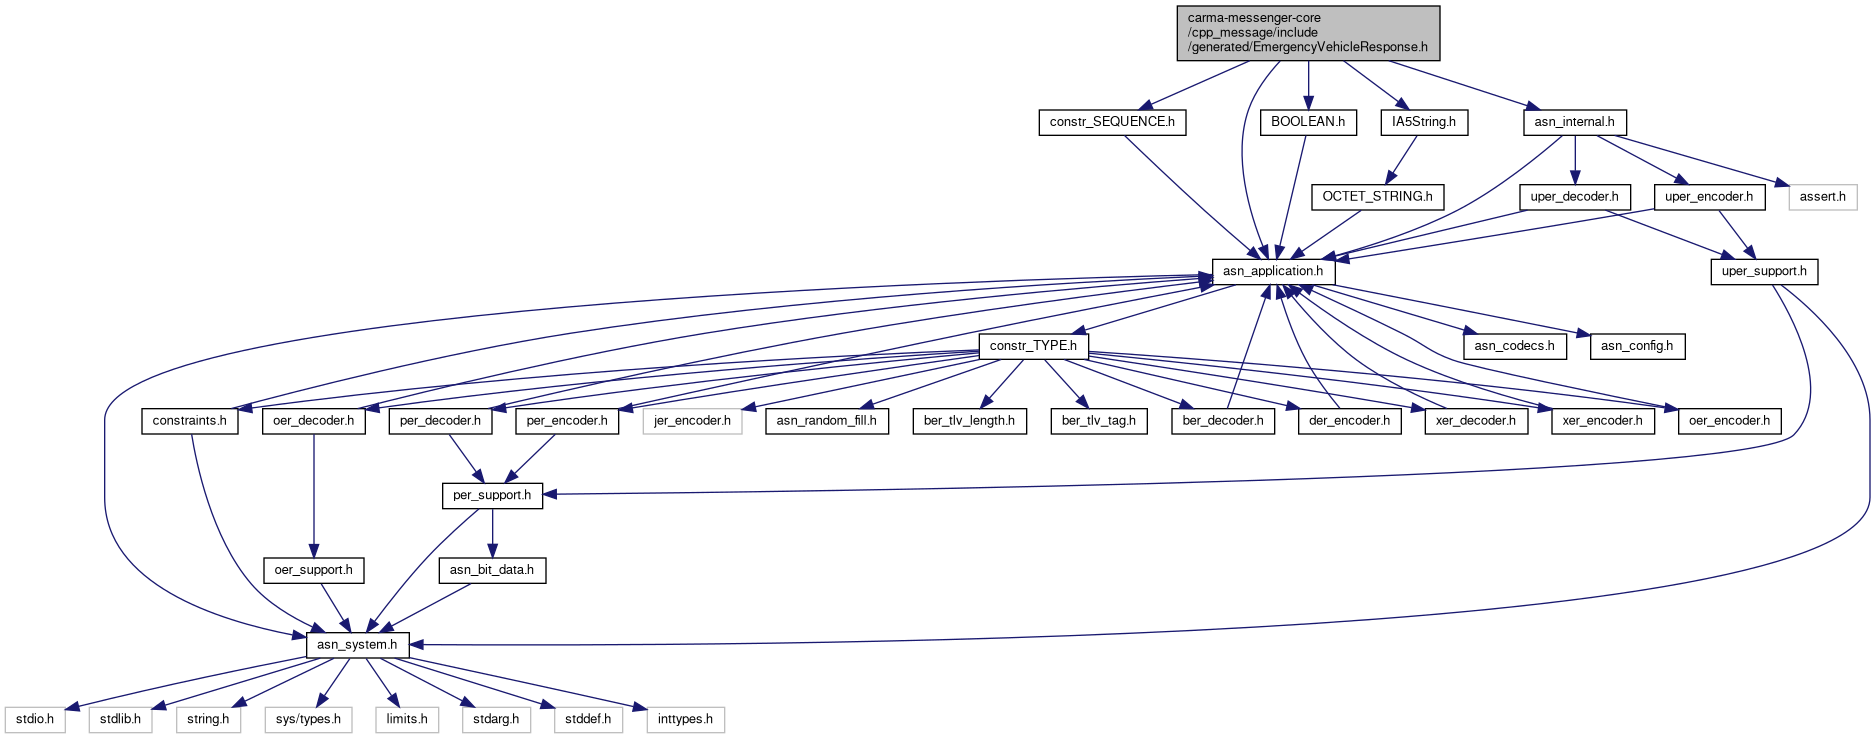 carma-messenger-core
/cpp_message/include
/generated/EmergencyVehicleResponse.h
constr_SEQUENCE.h
BOOLEAN.h
IA5String.h
asn_internal.h
OCTET_STRING.h
uper_decoder.h
uper_encoder.h
assert.h
asn_application.h
uper_support.h
constr_TYPE.h
asn_codecs.h
asn_config.h
constraints.h
oer_decoder.h
per_decoder.h
per_encoder.h
jer_encoder.h
asn_random_fill.h
ber_tlv_length.h
ber_tlv_tag.h
ber_decoder.h
der_encoder.h
xer_decoder.h
xer_encoder.h
oer_encoder.h
per_support.h
oer_support.h
asn_bit_data.h
asn_system.h
stdio.h
stdlib.h
string.h
sys/types.h
limits.h
stdarg.h
stddef.h
inttypes.h